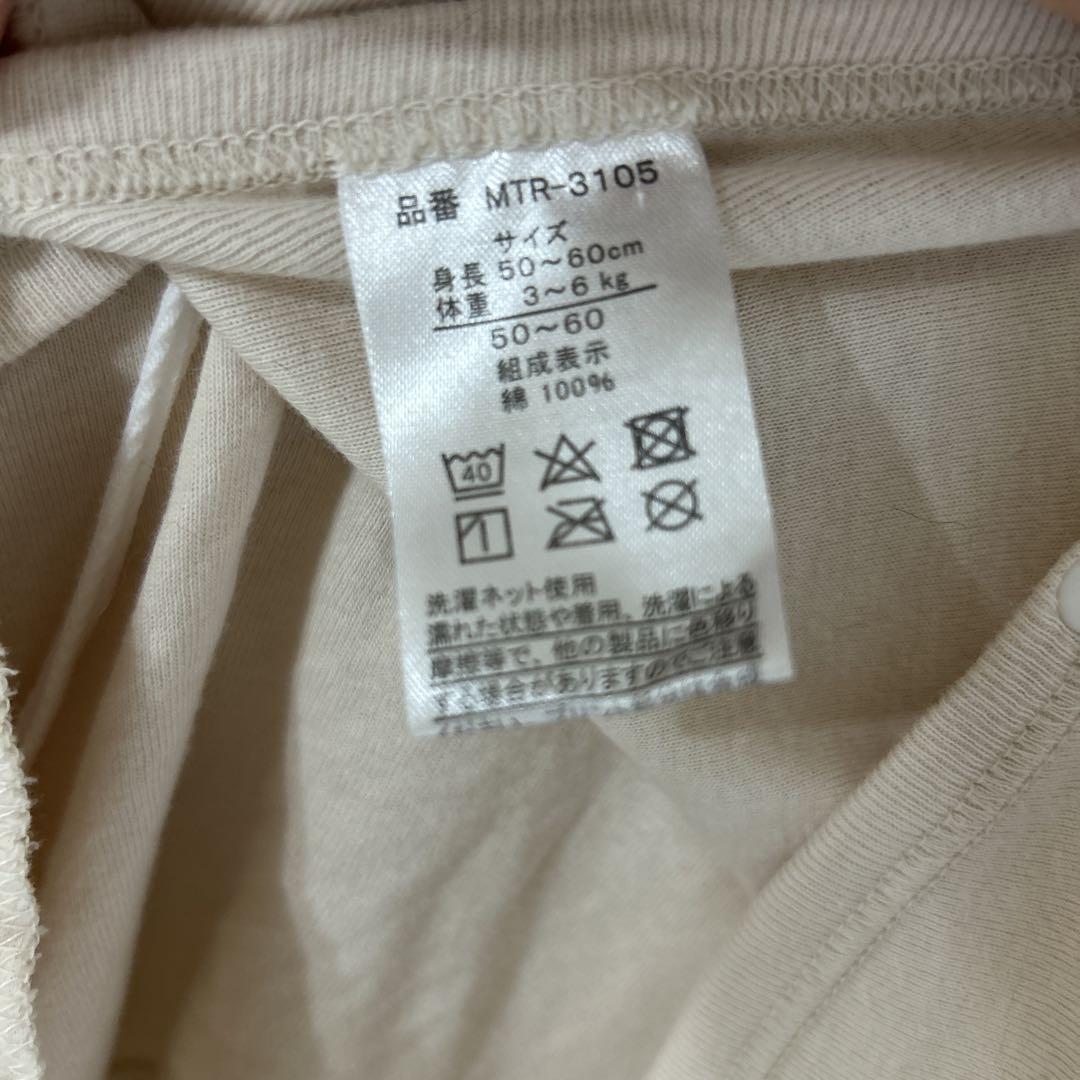 品番 MTR-3105
サイズ
身長 50〜60cm
体重 3〜6 kg
50〜60
組成表示
綿 100%
40
洗濯ネット使用
濡れた状態や着用、洗濯による
摩擦等で、他の製品に色移り
する場合がありますのでご注意